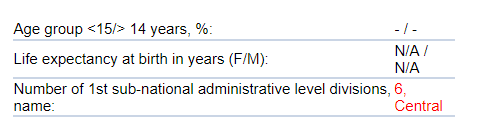 Age group <15/> 14 years, %: - / -
Life expectancy at birth in years (F/M): N/A /
N/A
Number of 1st sub-national administrative level divisions, 6,
name: Central